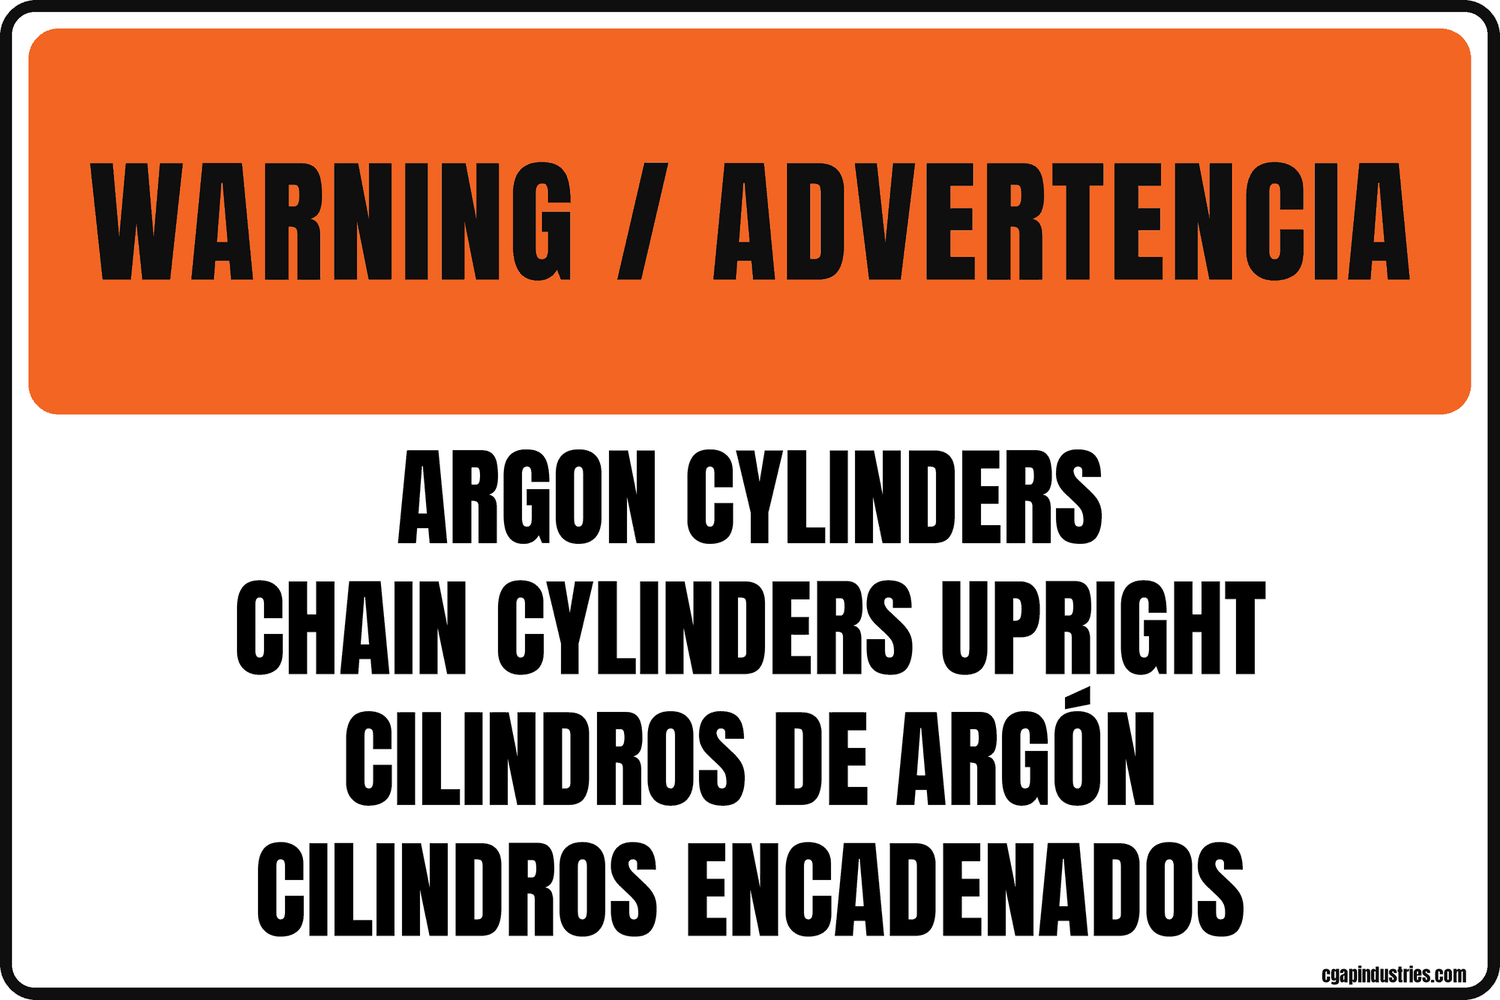 WARNING / ADVERTENCIA
ARGON CYLINDERS
CHAIN CYLINDERS UPRIGHT
CILINDROS DE ARGÓN
CILINDROS ENCADENADOS
cgapindustries.com